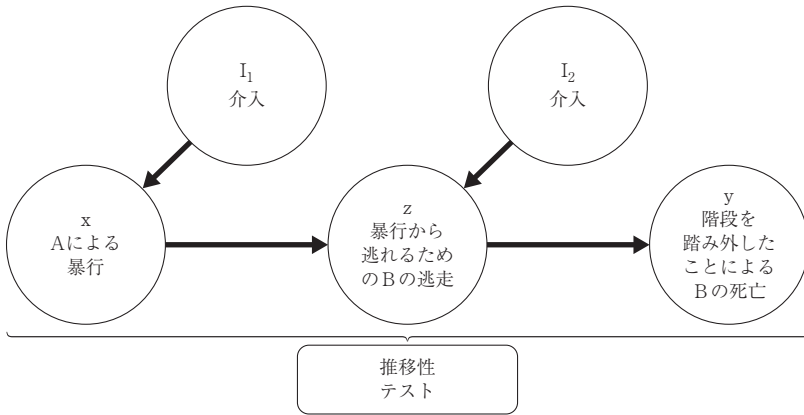 I₁
介入
I₂
介入
x
Aによる
暴行
z
暴行から
逃れるため
のBの逃走
y
階段を
踏み外した
ことによる
Bの死亡
推移性
テスト